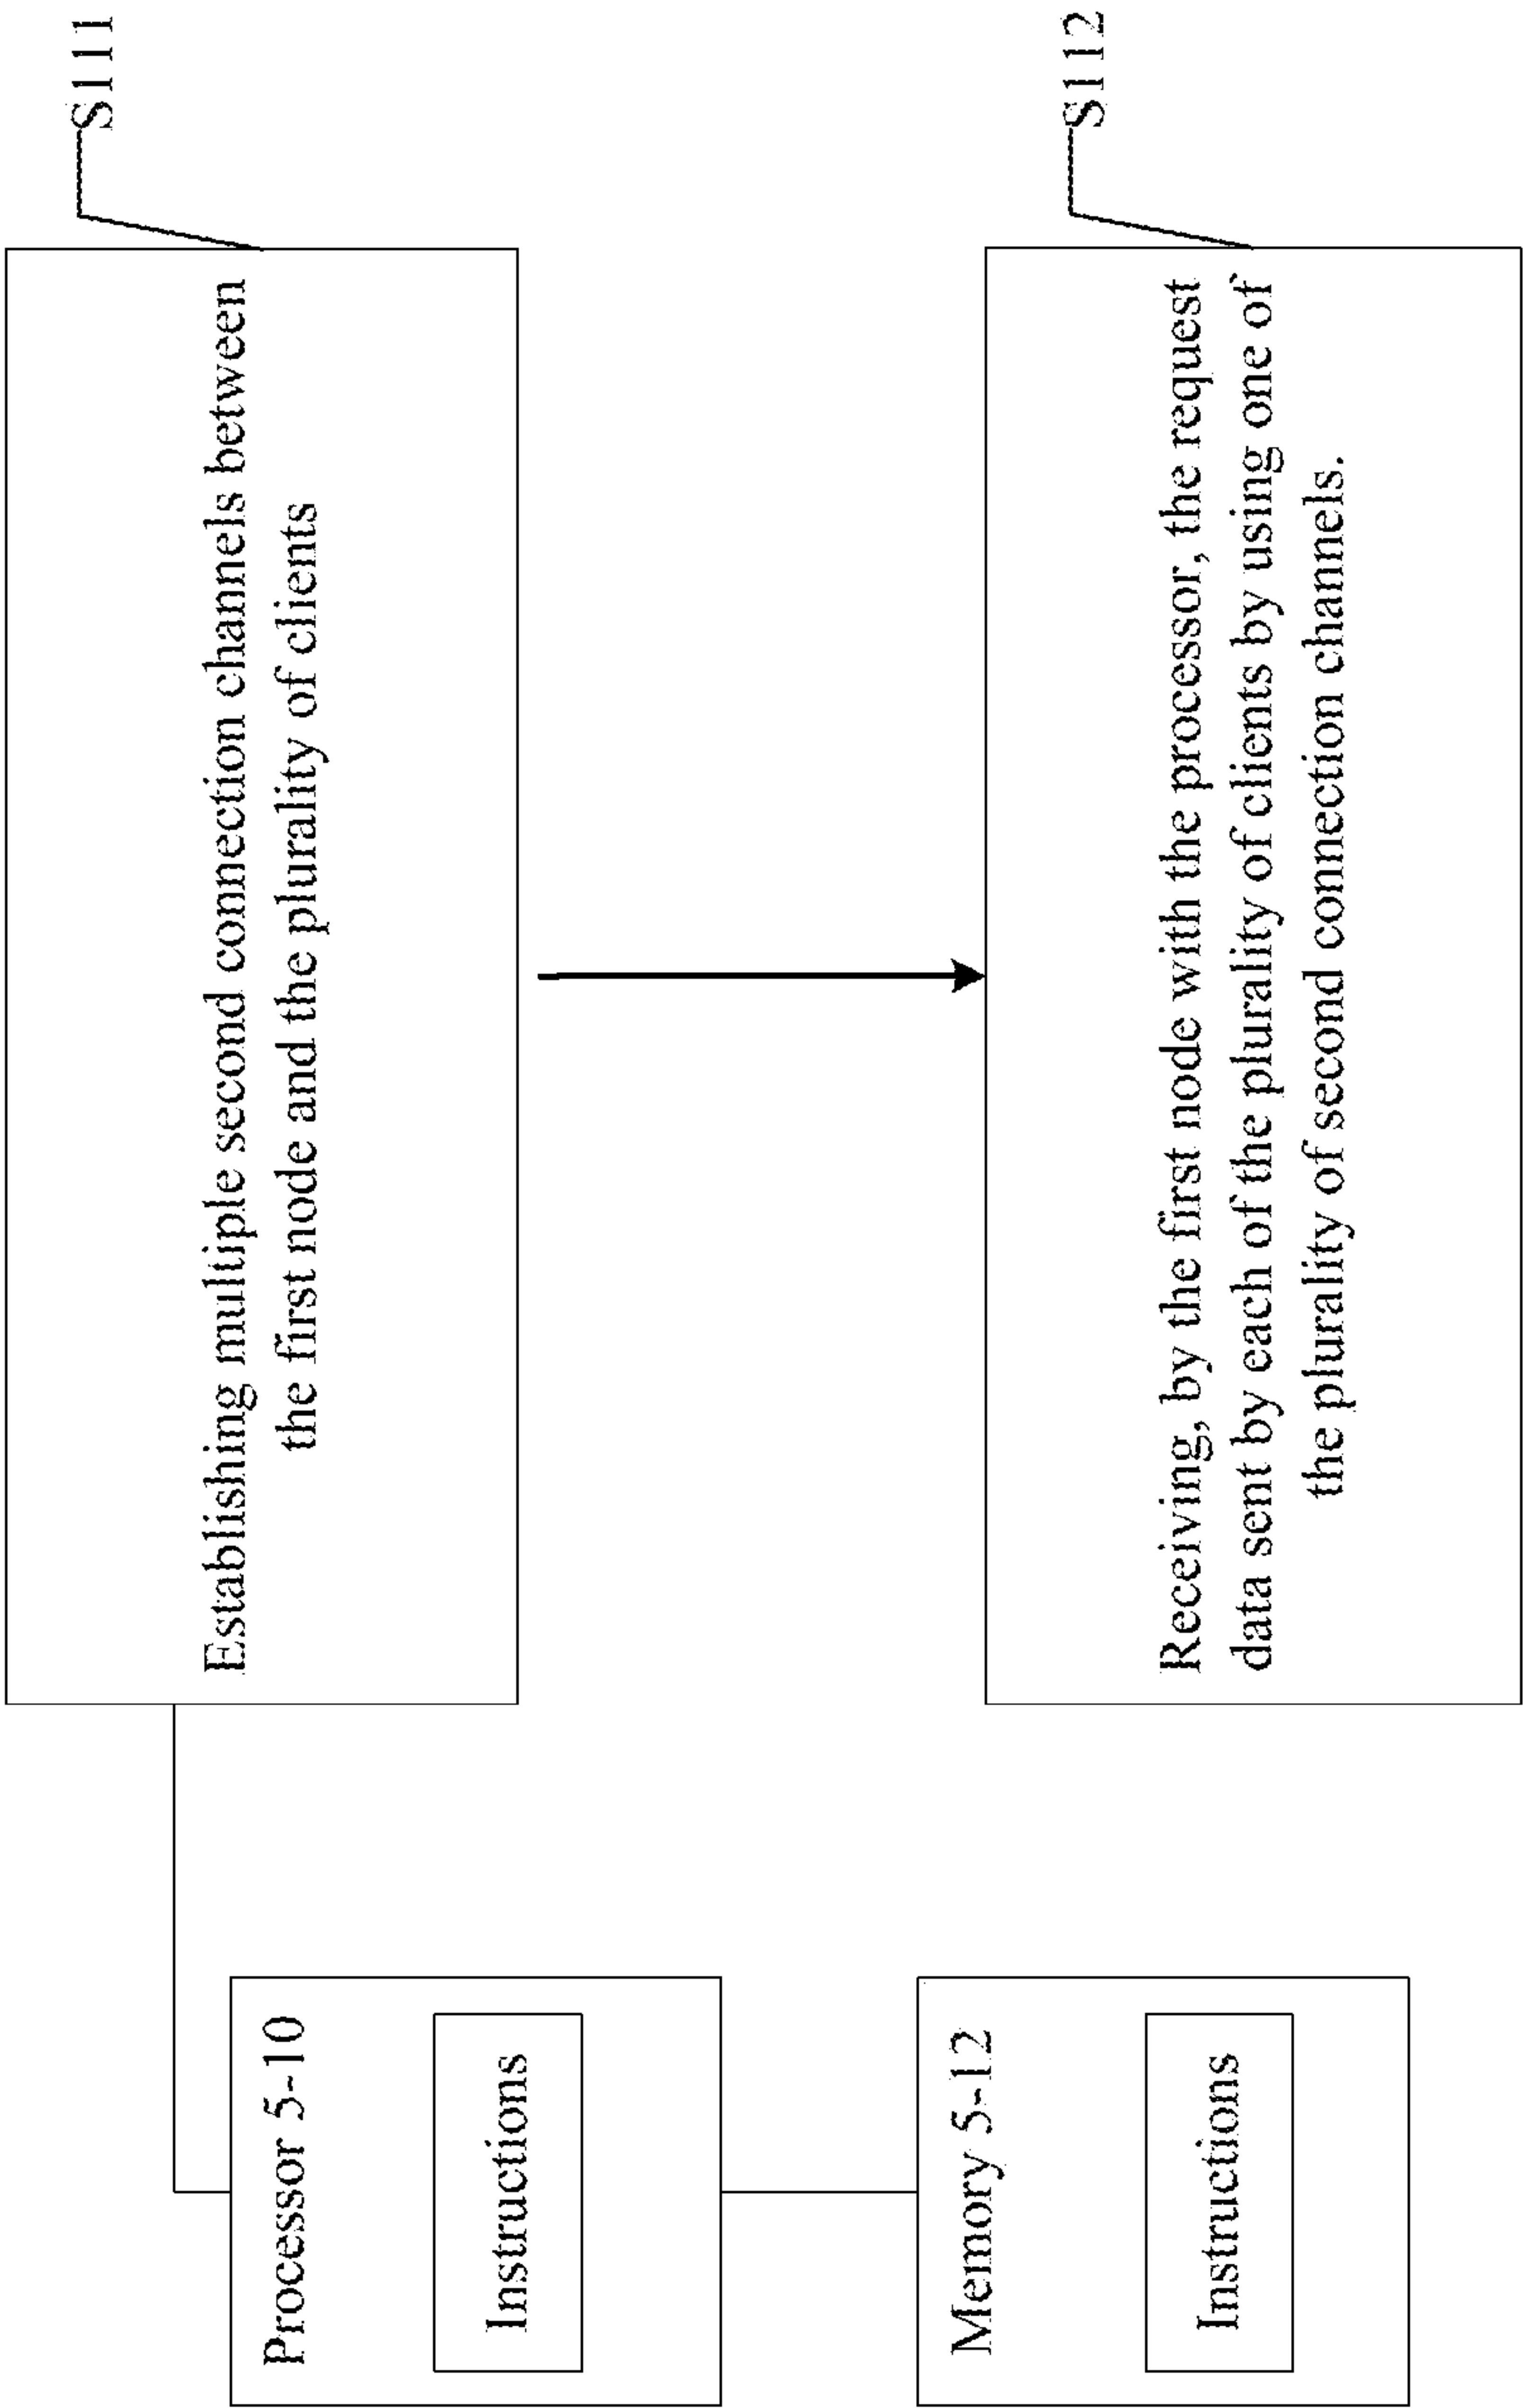 Processor 5-10
Instructions
Memory 5-12
Instructions
Establishing multiple second connection channels between
the first node and the plurality of clients
S111
Receiving, by the first node with the processor, the request
data sent by each of the plurality of clients by using one of
the plurality of second connection channels.
S112